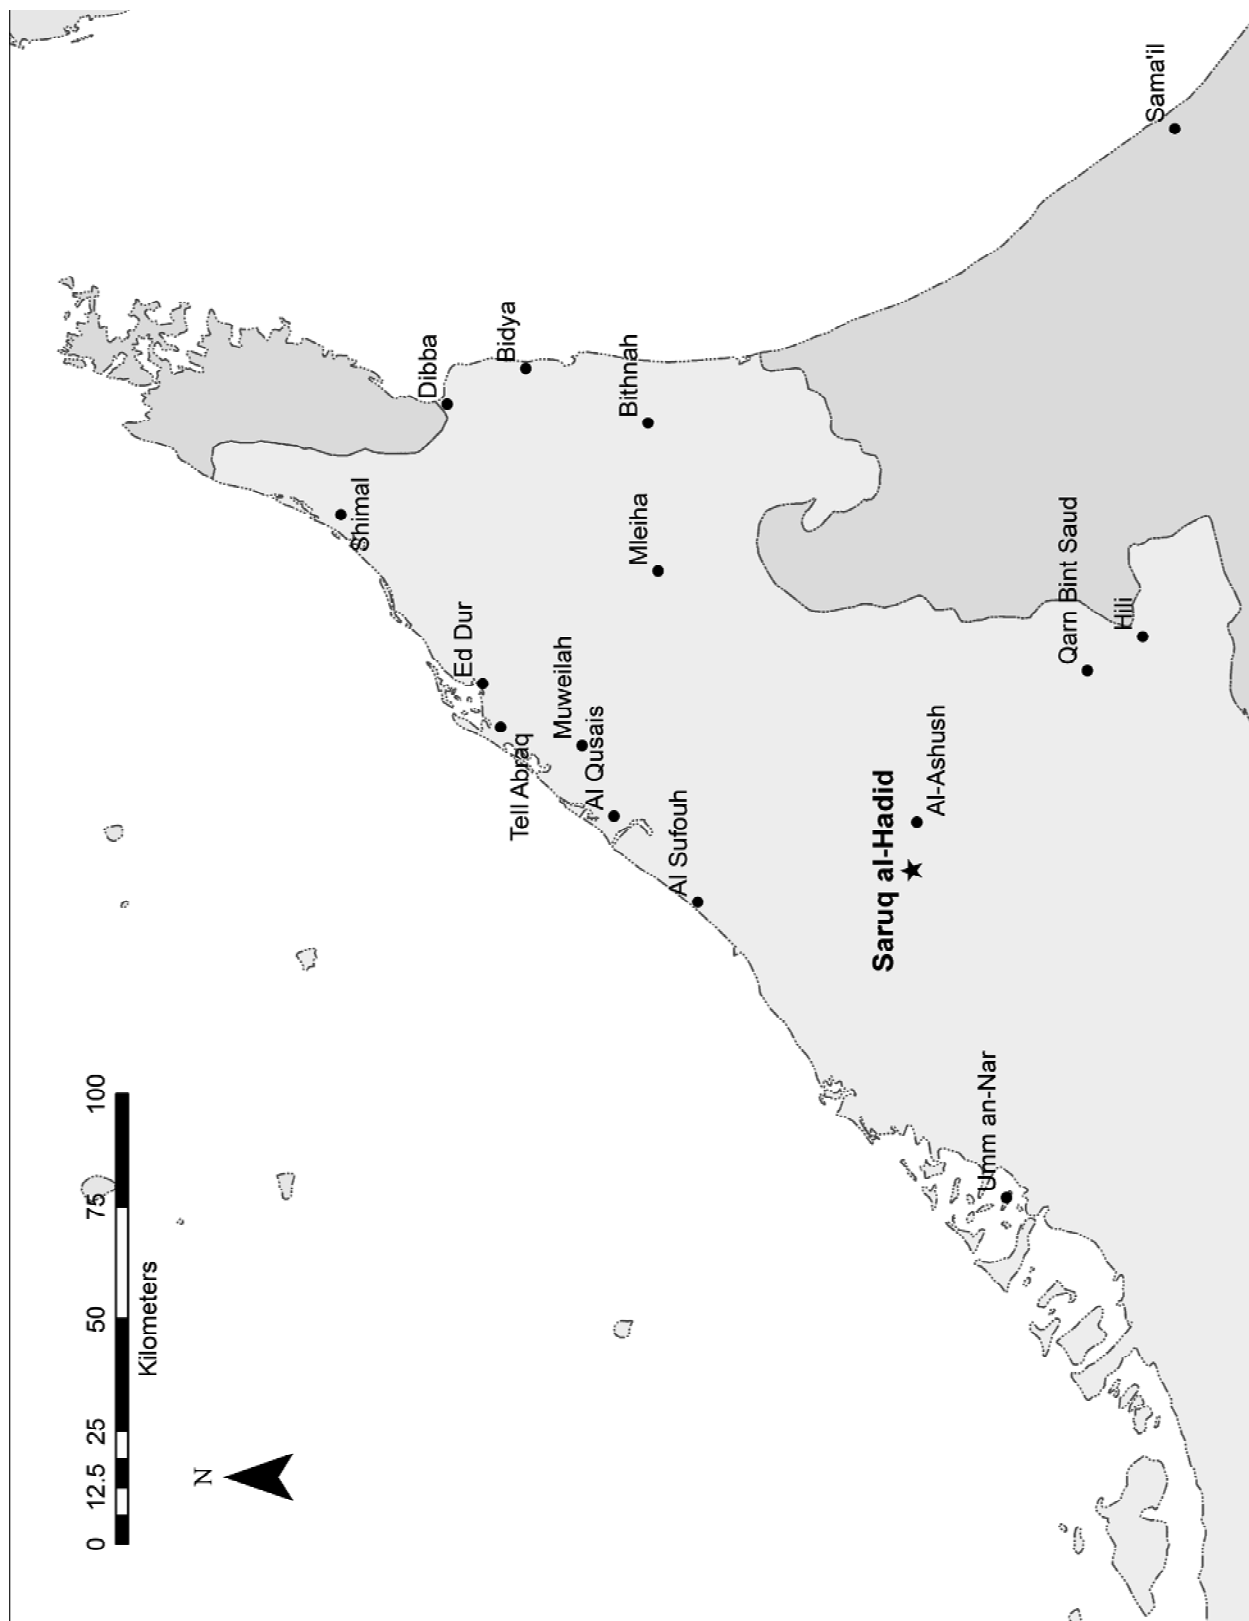 0 12.5 25 50 75 100
Kilometers
N
Sama'il
Dibba
Bidya
Bithnah
Shimal
Mleiha
Ed Dur
Tell Abraq
Muweilah
Al Qusais
Al Sufouh
Qarn Bint Saud
Hili
Al-Ashush
Saruq al-Hadid
Umm an-Nar